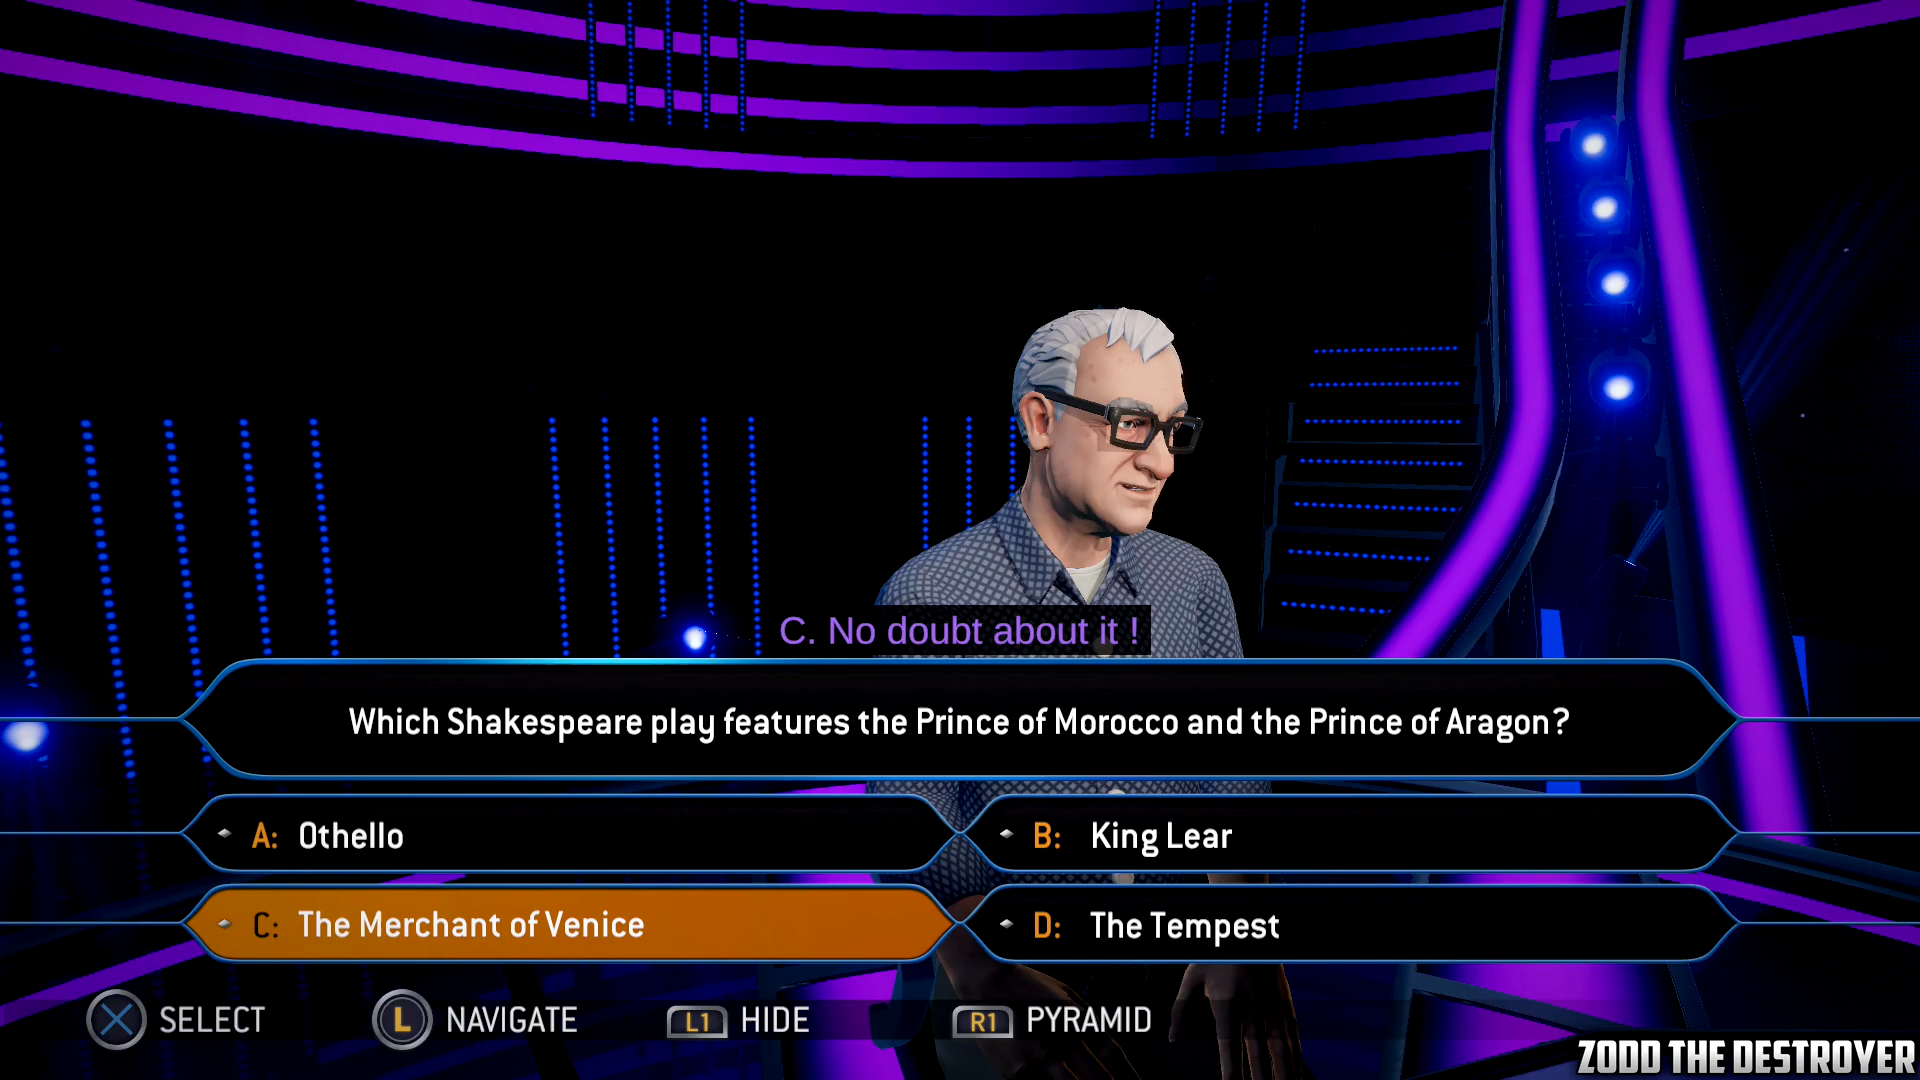 C. No doubt about it !
Which Shakespeare play features the Prince of Morocco and the Prince of Aragon?
A: Othello
B: King Lear
C: The Merchant of Venice
D: The Tempest
SELECT
L NAVIGATE
L1 HIDE
R1 PYRAMID
ZODD THE DESTROYER